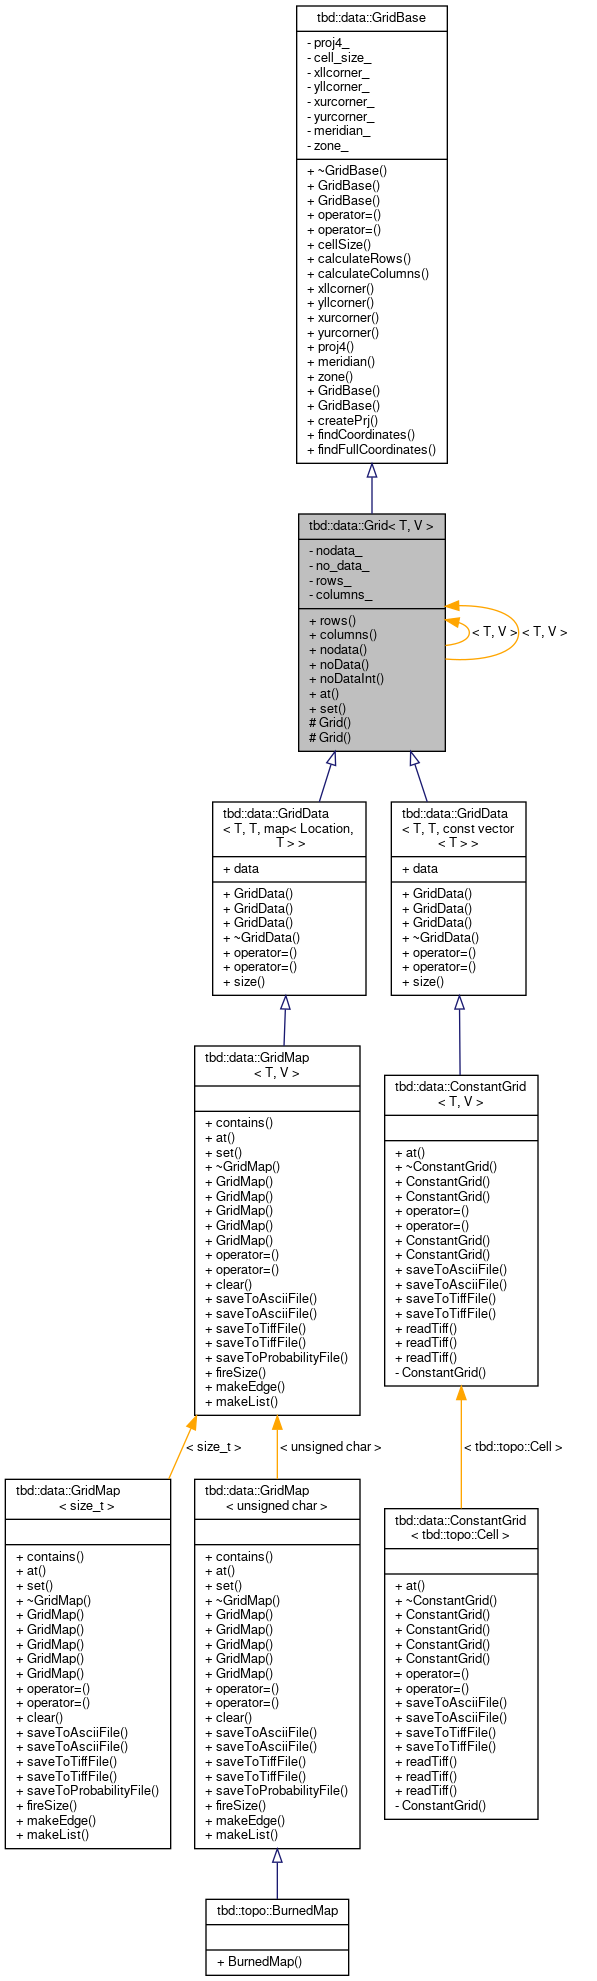 tbd::data::GridBase
- proj4_
- cell_size_
- xllcorner_
- yllcorner_
- xurcorner_
- yurcorner_
- meridian_
- zone_
+ ~GridBase()
+ GridBase()
+ GridBase()
+ operator=()
+ operator=()
+ cellSize()
+ calculateRows()
+ calculateColumns()
+ xllcorner()
+ yllcorner()
+ xurcorner()
+ yurcorner()
+ proj4()
+ meridian()
+ zone()
+ GridBase()
+ GridBase()
+ createPrj()
+ findCoordinates()
+ findFullCoordinates()
tbd::data::Grid< T, V >
- nodata_
- no_data_
- rows_
- columns_
+ rows()
+ columns()
+ nodata()
+ noData()
+ noDataInt()
+ at()
+ set()
# Grid()
# Grid()
< T, V >
< T, V >
tbd::data::GridData
< T, T, map< Location,
T > >
+ data
+ GridData()
+ GridData()
+ GridData()
+ ~GridData()
+ operator=()
+ operator=()
+ size()
tbd::data::GridData
< T, T, const vector
< T > >
+ data
+ GridData()
+ GridData()
+ GridData()
+ ~GridData()
+ operator=()
+ operator=()
+ size()
tbd::data::GridMap
< T, V >
+ contains()
+ at()
+ set()
+ ~GridMap()
+ GridMap()
+ GridMap()
+ GridMap()
+ GridMap()
+ GridMap()
+ operator=()
+ operator=()
+ clear()
+ saveToAsciiFile()
+ saveToAsciiFile()
+ saveToTiffFile()
+ saveToTiffFile()
+ saveToProbabilityFile()
+ fireSize()
+ makeEdge()
+ makeList()
tbd::data::ConstantGrid
< T, V >
+ at()
+ ~ConstantGrid()
+ ConstantGrid()
+ ConstantGrid()
+ operator=()
+ operator=()
+ ConstantGrid()
+ ConstantGrid()
+ saveToAsciiFile()
+ saveToAsciiFile()
+ saveToTiffFile()
+ saveToTiffFile()
+ readTiff()
+ readTiff()
+ readTiff()
- ConstantGrid()
< size_t >
< unsigned char >
< tbd::topo::Cell >
tbd::data::GridMap
< size_t >
+ contains()
+ at()
+ set()
+ ~GridMap()
+ GridMap()
+ GridMap()
+ GridMap()
+ GridMap()
+ GridMap()
+ operator=()
+ operator=()
+ clear()
+ saveToAsciiFile()
+ saveToAsciiFile()
+ saveToTiffFile()
+ saveToTiffFile()
+ saveToProbabilityFile()
+ fireSize()
+ makeEdge()
+ makeList()
tbd::data::GridMap
< unsigned char >
+ contains()
+ at()
+ set()
+ ~GridMap()
+ GridMap()
+ GridMap()
+ GridMap()
+ GridMap()
+ GridMap()
+ operator=()
+ operator=()
+ clear()
+ saveToAsciiFile()
+ saveToAsciiFile()
+ saveToTiffFile()
+ saveToTiffFile()
+ saveToProbabilityFile()
+ fireSize()
+ makeEdge()
+ makeList()
tbd::data::ConstantGrid
< tbd::topo::Cell >
+ at()
+ ~ConstantGrid()
+ ConstantGrid()
+ ConstantGrid()
+ ConstantGrid()
+ ConstantGrid()
+ operator=()
+ operator=()
+ saveToAsciiFile()
+ saveToAsciiFile()
+ saveToTiffFile()
+ saveToTiffFile()
+ readTiff()
+ readTiff()
+ readTiff()
- ConstantGrid()
tbd::topo::BurnedMap
+ BurnedMap()